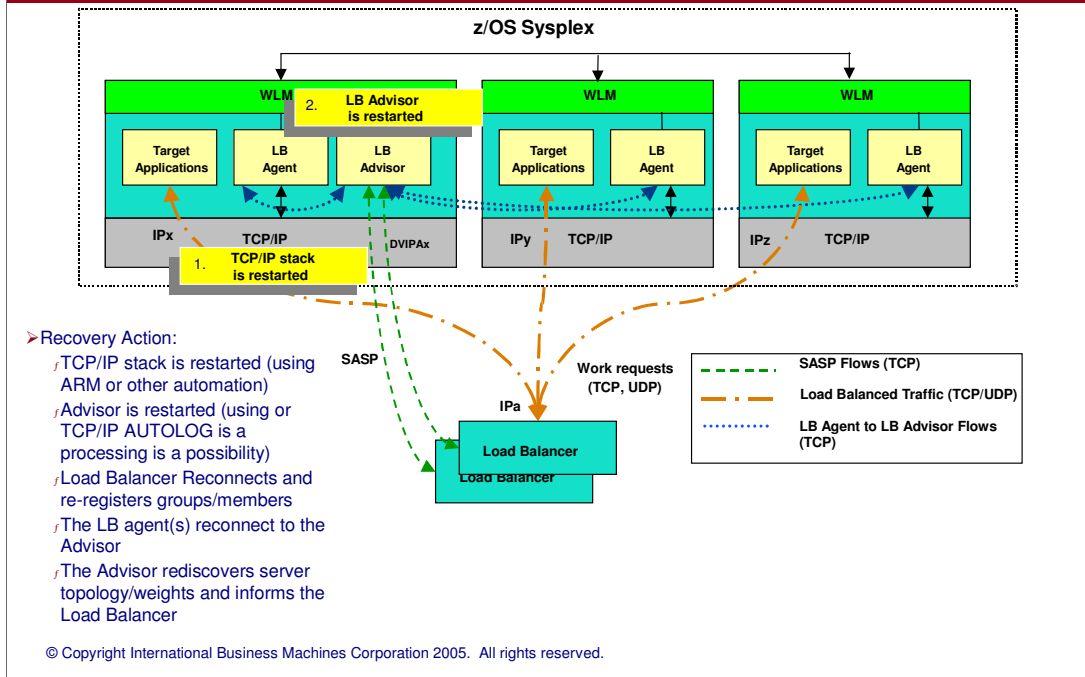 z/OS Sysplex
WLM
2. LB Advisor
is restarted
Target
Applications
LB
Agent
LB
Advisor
IPx
TCP/IP
DVIPAx
1. TCP/IP stack
is restarted
WLM
Target
Applications
LB
Agent
IPy
TCP/IP
WLM
Target
Applications
LB
Agent
IPz
TCP/IP
➢Recovery Action:
ƒTCP/IP stack is restarted (using
ARM or other automation)
ƒAdvisor is restarted (using or
TCP/IP AUTOLOG is a
processing is a possibility)
ƒLoad Balancer Reconnects and
re-registers groups/members
ƒThe LB agent(s) reconnect to the
Advisor
ƒThe Advisor rediscovers server
topology/weights and informs the
Load Balancer
SASP
Work requests
(TCP, UDP)
IPa
Load Balancer
Load Balancer
SASP Flows (TCP)
Load Balanced Traffic (TCP/UDP)
LB Agent to LB Advisor Flows
(TCP)
© Copyright International Business Machines Corporation 2005. All rights reserved.